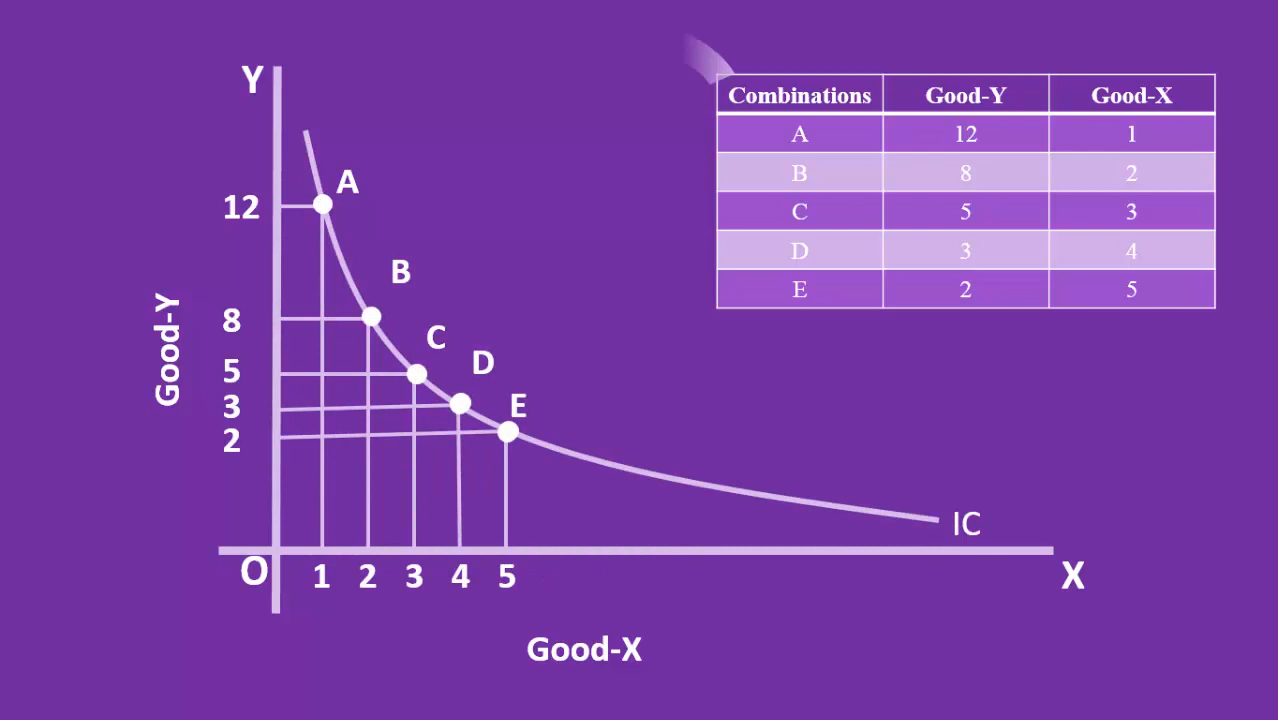 Y
A
12
B
8
C
5
D
3
E
2
Good-Y
IC
O
1 2 3 4 5
X
Good-X
Combinations Good-Y Good-X
A 12 1
B 8 2
C 5 3
D 3 4
E 2 5